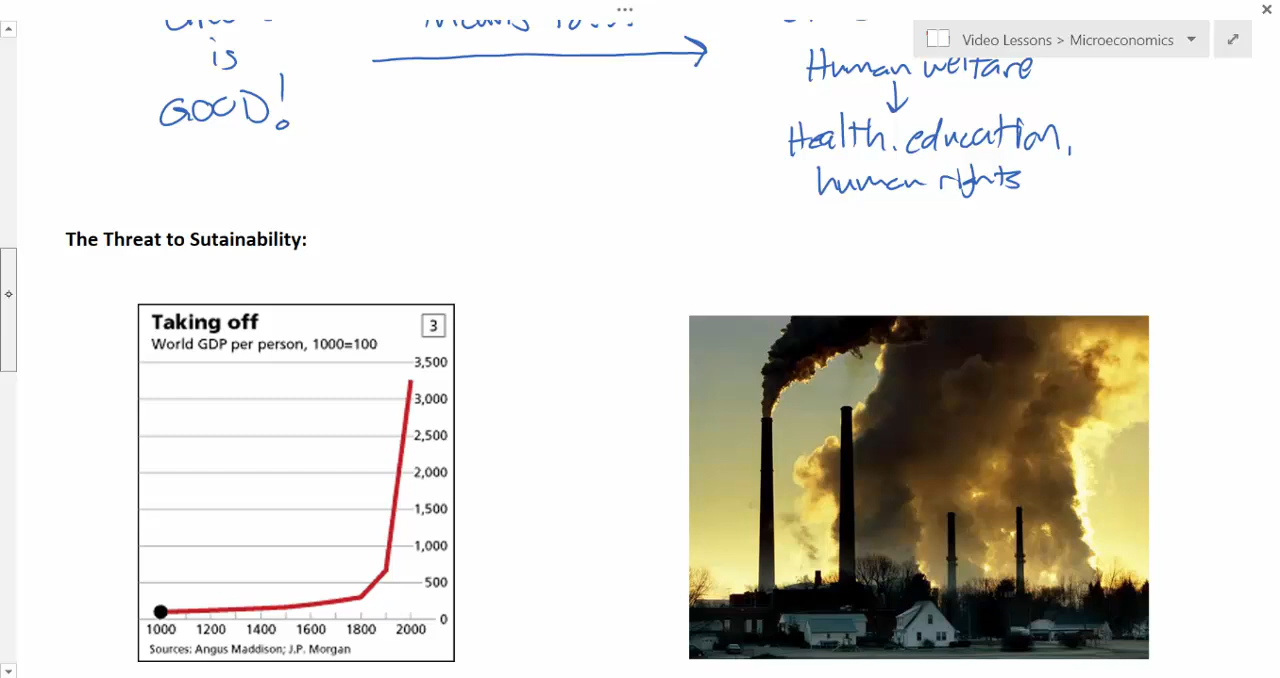 is
GOOD!
Video Lessons > Microeconomics
Human welfare
Health, education,
human rights
The Threat to Sutainability:
Taking off
3
World GDP per person, 1000=100
3,500
3,000
2,500
2,000
1,500
1,000
500
0
1000 1200 1400 1600 1800 2000
Sources: Angus Maddison; J.P. Morgan